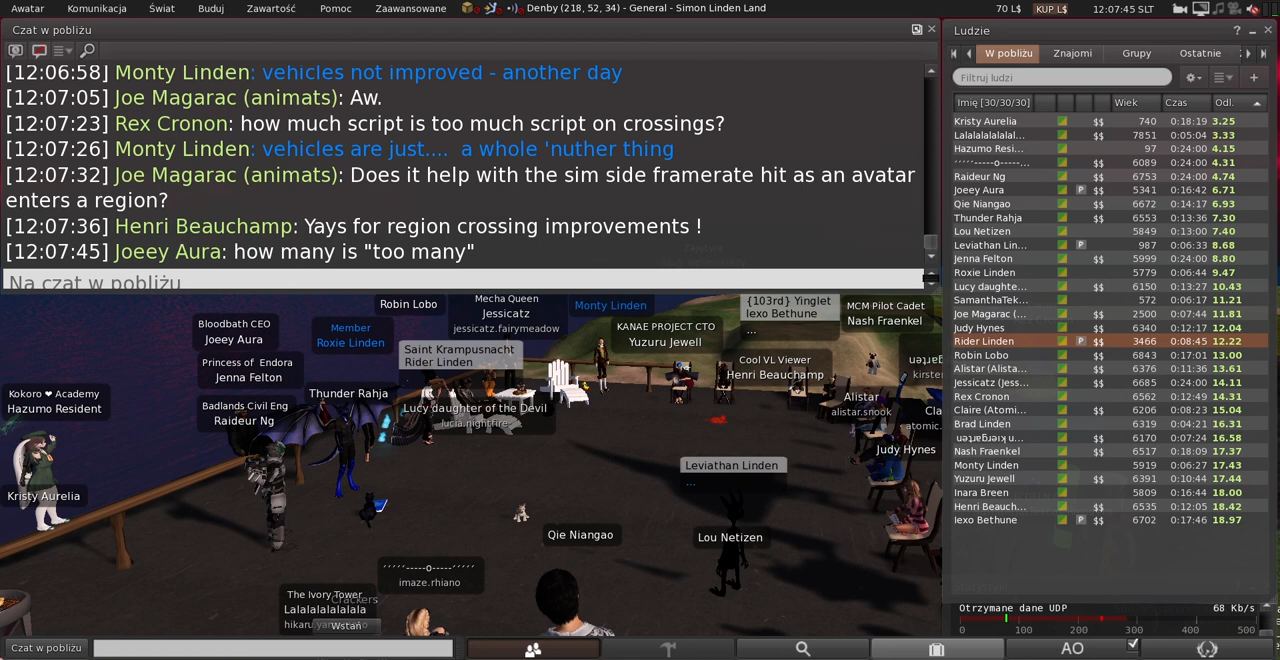 Awatar Komunikacja Świat Buduj Zawartość Pomoc Zaawansowane Denby (218, 52, 34) - General - Simon Linden Land 70 L$ KUP L$ 12:07:45 SLT
Czat w pobliżu
[12:06:58] Monty Linden: vehicles not improved - another day
[12:07:05] Joe Magarac (animats): Aw.
[12:07:23] Rex Cronon: how much script is too much script on crossings?
[12:07:26] Monty Linden: vehicles are just.... a whole 'nuther thing
[12:07:32] Joe Magarac (animats): Does it help with the sim side framerate hit as an avatar
enters a region?
[12:07:36] Henri Beauchamp: Yays for region crossing improvements !
[12:07:45] Joeey Aura: how many is "too many"
Na czat w pobliżu
Robin Lobo
Mecha Queen
Jessicatz
jessicatz.fairymeadow
Monty Linden
{103rd} Yinglet
Iexo Bethune
...
MCM Pilot Cadet
Nash Fraenkel
Bloodbath CEO
Joeey Aura
Member
Roxie Linden
KANAE PROJECT CTO
Yuzuru Jewell
Saint Krampusnacht
Rider Linden
Princess of Endora
Jenna Felton
Cool VL Viewer
Henri Beauchamp
Kokoro ❤ Academy
Hazumo Resident
Thunder Rahja
Badlands Civil Eng
Raideur Ng
Lucy daughter of the Devil
lucia.nightfire
Alistar
alistar.snook
Cla
atomic.
Judy Hynes
Leviathan Linden
...
Kristy Aurelia
Qie Niangao
Lou Netizen
´´´´´-----o-----´´´´´
imaze.rhiano
The Ivory Tower
Lalalalalalalala
Crackers
Wstań
Czat w pobliżu
Ludzie
W pobliżu Znajomi Grupy Ostatnie
Filtruj ludzi
Imię [30/30/30] Wiek Czas Odl.
Kristy Aurelia 740 0:18:19 3.25
Lalalalalalal... $$ 7851 0:05:04 3.33
Hazumo Resi... 97 0:24:00 4.15
´´´´´-----o-----... $$ 6089 0:24:00 4.31
Raideur Ng $$ 6753 0:24:00 4.74
Joeey Aura P $$ 5341 0:16:42 6.71
Qie Niangao $$ 6672 0:14:17 6.93
Thunder Rahja $$ 6553 0:13:36 7.30
Lou Netizen 5849 0:13:00 7.40
Leviathan Lin... P 987 0:06:33 8.68
Jenna Felton $$ 5999 0:24:00 8.80
Roxie Linden 5779 0:06:44 9.47
Lucy daughte... $$ 6150 0:13:27 10.43
SamanthaTek... 572 0:06:17 11.21
Joe Magarac (... $$ 2500 0:07:44 11.81
Judy Hynes $$ 6340 0:12:17 12.04
Rider Linden P $$ 3466 0:08:45 12.22
Robin Lobo $$ 6843 0:17:01 13.00
Alistar (Alista... $$ 6376 0:11:36 13.61
Jessicatz (Jess... $$ 6685 0:24:00 14.11
Rex Cronon 6562 0:12:49 14.31
Claire (Atomi... $$ 6206 0:08:23 15.04
Brad Linden 6319 0:04:21 16.31
$$ 6170 0:07:24 16.58
Nash Fraenkel $$ 6517 0:18:09 17.37
Monty Linden 5919 0:06:27 17.43
Yuzuru Jewell $$ 6391 0:10:44 17.44
Inara Breen 5809 0:16:44 18.00
Henri Beauch... $$ 6535 0:12:05 18.42
Iexo Bethune P $$ 6702 0:17:46 18.97
Otrzymane dane UDP 68 Kb/s
0 100 200 300 400 500
AO